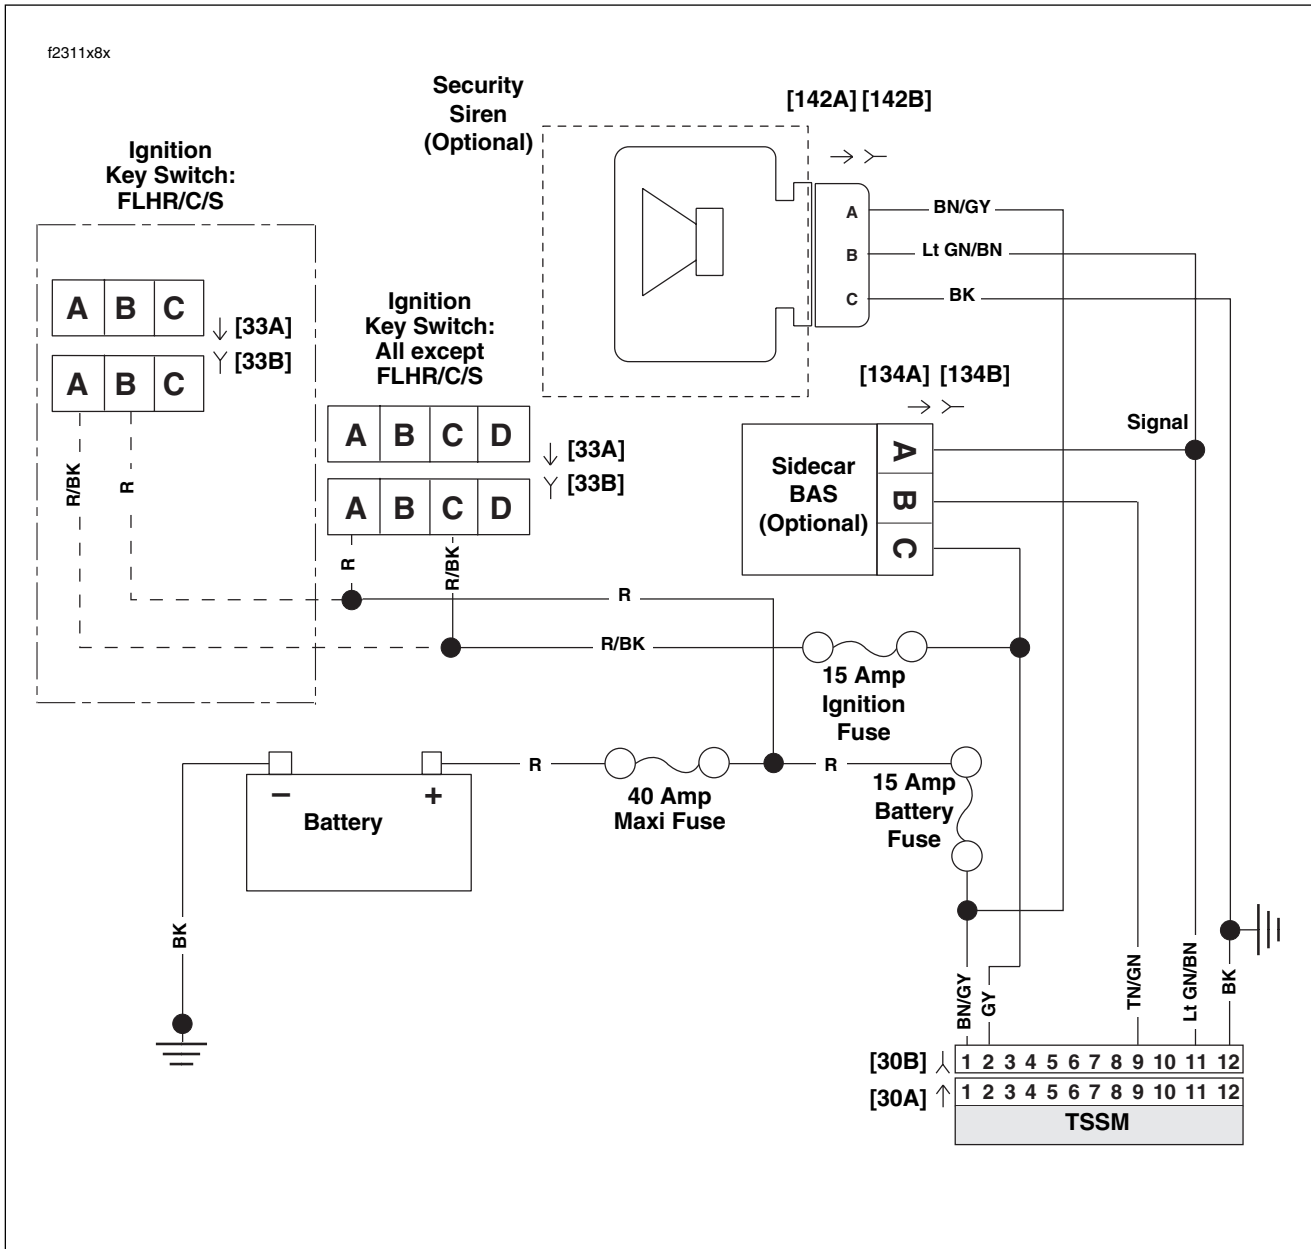 f2311x8x
Security
Siren
(Optional)
[142A] [142B]
Ignition
Key Switch:
FLHR/C/S
A B C
[33A]
[33B]
A B C
R/BK
R
Ignition
Key Switch:
All except
FLHR/C/S
A B C D
[33A]
[33B]
A B C D
R
R/BK
A
B
C
BN/GY
Lt GN/BN
BK
[134A] [134B]
Sidecar
BAS
(Optional)
A
B
C
Signal
R
R/BK
15 Amp
Ignition
Fuse
R
R
– +
Battery
40 Amp
Maxi Fuse
15 Amp
Battery
Fuse
BK
BN/GY
GY
TN/GN
Lt GN/BN
BK
[30B] 1 2 3 4 5 6 7 8 9 10 11 12
[30A] 1 2 3 4 5 6 7 8 9 10 11 12
TSSM